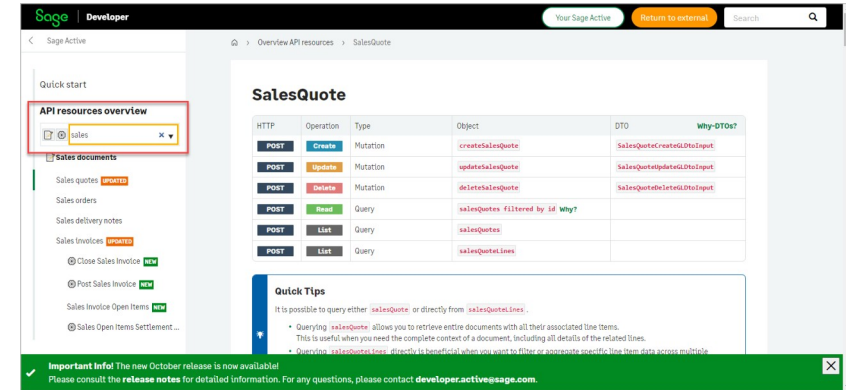 Sage Developer
Your Sage Active
Return to external
Search
Sage Active
Overview API resources > SalesQuote
Quick start
API resources overview
sales
Sales documents
Sales quotes UPDATED
Sales orders
Sales delivery notes
Sales invoices UPDATED
Close Sales Invoice NEW
Post Sales Invoice NEW
Sales Invoice Open Items NEW
Sales Open Items Settlement ...
SalesQuote
HTTP Operation Type Object DTO Why-DTOs?
POST Create Mutation createSalesQuote SalesQuoteCreateGLDtoInput
POST Update Mutation updateSalesQuote SalesQuoteUpdateGLDtoInput
POST Delete Mutation deleteSalesQuote SalesQuoteDeleteGLDtoInput
POST Read Query salesQuotes filtered by id Why?
POST List Query salesQuotes
POST List Query salesQuoteLines
Quick Tips
It is possible to query either salesQuote or directly from salesQuoteLines.
• Querying salesQuote allows you to retrieve entire documents with all their associated line items.
This is useful when you need the complete context of a document, including all details of the related lines.
• Querying salesQuoteLines directly is beneficial when you want to filter or aggregate specific line item data across multiple
Important Info! The new October release is now available!
Please consult the release notes for detailed information. For any questions, please contact developer.active@sage.com.